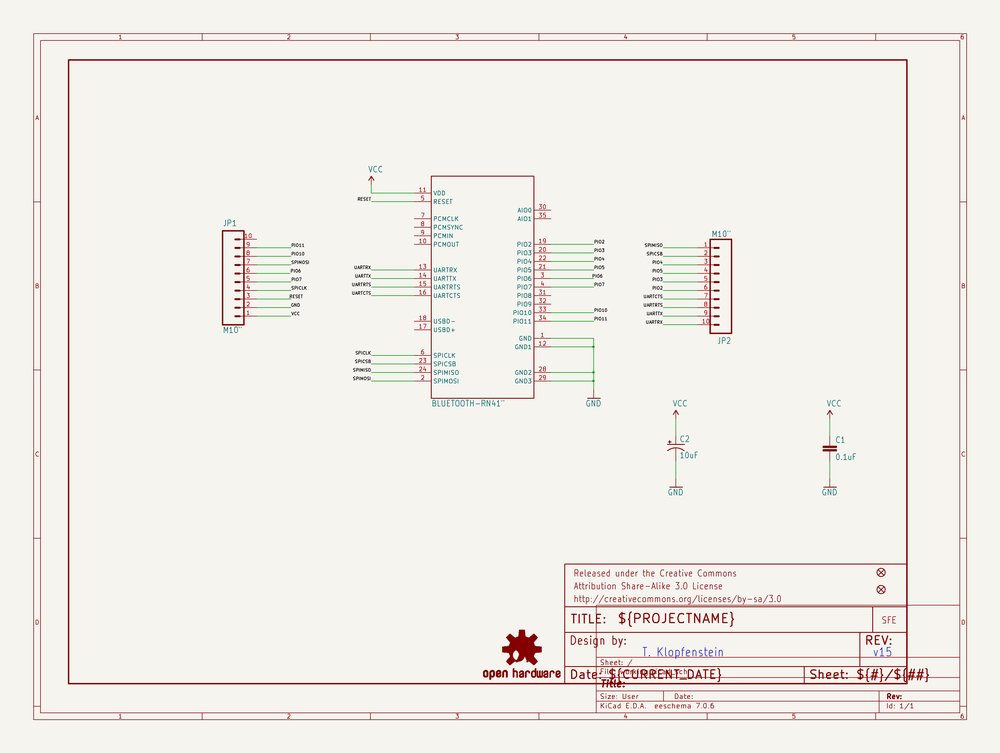 1 2 3 4 5 6
A
B
C
D
A
B
C
D
VCC
RESET
11 VDD
5 RESET
7 PCMCLK
8 PCMSYNC
9 PCMIN
10 PCMOUT
UARTRX 13 UARTRX
UARTTX 14 UARTTX
UARTRTS 15 UARTRTS
UARTCTS 16 UARTCTS
18 USBD-
17 USBD+
SPICLK 6 SPICLK
SPICSB 23 SPICSB
SPIMISO 24 SPIMISO
SPIMOSI 2 SPIMOSI
AIO0 30
AIO1 35
PIO2 19 PIO2
PIO3 20 PIO3
PIO4 22 PIO4
PIO5 21 PIO5
PIO6 3 PIO6
PIO7 4 PIO7
PIO8 31
PIO9 32
PIO10 33 PIO10
PIO11 34 PIO11
GND 1
GND1 12
GND2 28
GND3 29
GND
BLUETOOTH-RN41"
JP1
10
9 PIO11
8 PIO10
7 SPIMOSI
6 PIO6
5 PIO7
4 SPICLK
3 RESET
2 GND
1 VCC
M10"
M10"
SPIMISO 1
SPICSB 2
PIO4 3
PIO5 4
PIO3 5
PIO2 6
UARTCTS 7
UARTRTS 8
UARTTX 9
UARTRX 10
JP2
VCC
C2
10uF
GND
VCC
C1
0.1uF
GND
Released under the Creative Commons
Attribution Share-Alike 3.0 License
http://creativecommons.org/licenses/by-sa/3.0
TITLE: ${PROJECTNAME}
SFE
Design by:
T. Klopfenstein
REV:
v15
Sheet: /
Date: ${CURRENT_DATE}
Sheet: ${#}/${##}
Title:
Size: User Date: Rev:
KiCad E.D.A. eeschema 7.0.6 Id: 1/1
open hardware
1 2 3 4 5 6